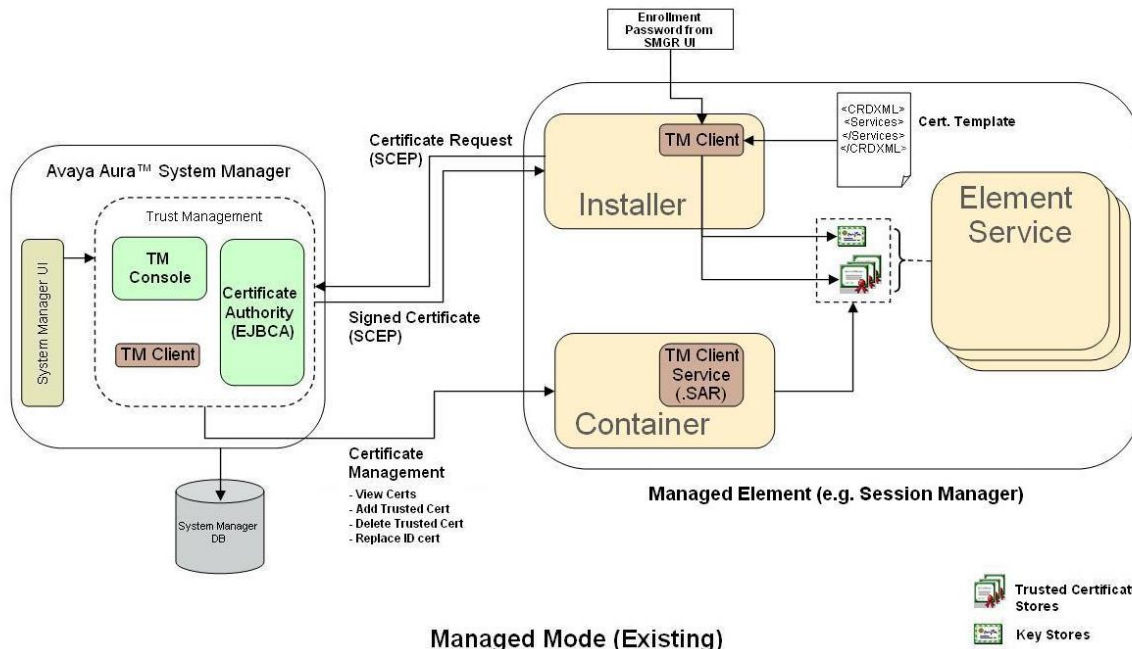 Enrollment
Password from
SMGR UI
<CRDXML>
<Services>
</Services>
</CRDXML>
Cert. Template
TM Client
Installer
Certificate Request
(SCEP)
Avaya Aura™ System Manager
Trust Management
System Manager UI
TM
Console
Certificate
Authority
(EJBCA)
TM Client
Signed Certificate
(SCEP)
Element
Service
TM Client
Service
(.SAR)
Container
Certificate
Management
- View Certs
- Add Trusted Cert
- Delete Trusted Cert
- Replace ID cert
System Manager
DB
Managed Element (e.g. Session Manager)
Trusted Certificat
Stores
Key Stores
Managed Mode (Existing)